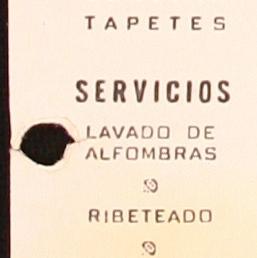 TAPETES
SERVICIOS
LAVADO DE
ALFOMBRAS
RIBETEADO